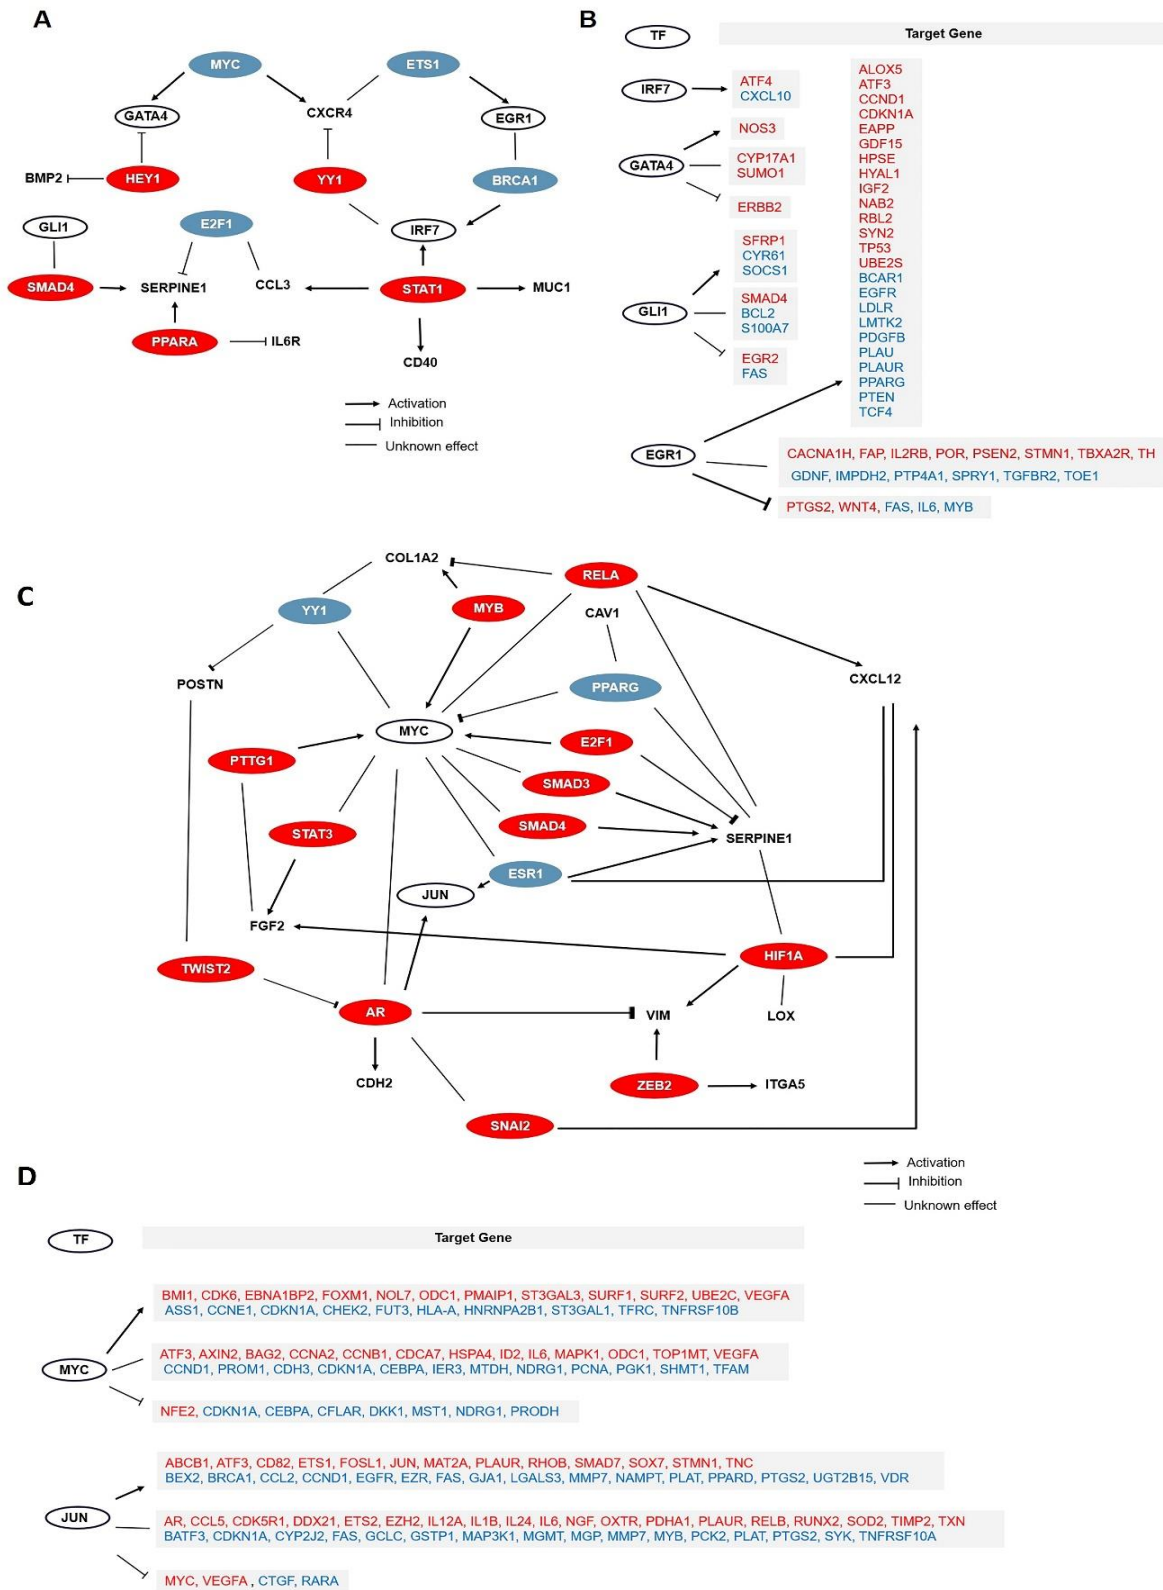 A
MYC
ETS1
GATA4
CXCR4
EGR1
BMP2
HEY1
YY1
BRCA1
GLI1
E2F1
IRF7
SMAD4
SERPINE1
CCL3
STAT1
MUC1
PPARA
IL6R
CD40
Activation
Inhibition
Unknown effect
B
TF
Target Gene
IRF7
ATF4
CXCL10
GATA4
NOS3
CYP17A1
SUMO1
ERBB2
GLI1
SFRP1
CYR61
SOCS1
SMAD4
BCL2
S100A7
EGR2
FAS
ALOX5
ATF3
CCND1
CDKN1A
EAPP
GDF15
HPSE
HYAL1
IGF2
NAB2
RBL2
SYN2
TP53
UBE2S
BCAR1
EGFR
LDLR
LMTK2
PDGFB
PLAU
PLAUR
PPARG
PTEN
TCF4
EGR1
CACNA1H, FAP, IL2RB, POR, PSEN2, STMN1, TBXA2R, TH
GDNF, IMPDH2, PTP4A1, SPRY1, TGFBR2, TOE1
PTGS2, WNT4, FAS, IL6, MYB
C
COL1A2
RELA
YY1
MYB
CAV1
POSTN
PPARG
CXCL12
MYC
PTTG1
E2F1
SMAD3
STAT3
SMAD4
SERPINE1
ESR1
JUN
FGF2
TWIST2
HIF1A
AR
VIM
LOX
CDH2
ZEB2
ITGA5
SNAI2
Activation
Inhibition
Unknown effect
D
TF
Target Gene
MYC
BMI1, CDK6, EBNA1BP2, FOXM1, NOL7, ODC1, PMAIP1, ST3GAL3, SURF1, SURF2, UBE2C, VEGFA
ASS1, CCNE1, CDKN1A, CHEK2, FUT3, HLA-A, HNRNPA2B1, ST3GAL1, TFRC, TNFRSF10B
ATF3, AXIN2, BAG2, CCNA2, CCNB1, CDCA7, HSPA4, ID2, IL6, MAPK1, ODC1, TOP1MT, VEGFA
CCND1, PROM1, CDH3, CDKN1A, CEBPA, IER3, MTDH, NDRG1, PCNA, PGK1, SHMT1, TFAM
NFE2, CDKN1A, CEBPA, CFLAR, DKK1, MST1, NDRG1, PRODH
JUN
ABCB1, ATF3, CD82, ETS1, FOSL1, JUN, MAT2A, PLAUR, RHOB, SMAD7, SOX7, STMN1, TNC
BEX2, BRCA1, CCL2, CCND1, EGFR, EZR, FAS, GJA1, LGALS3, MMP7, NAMPT, PLAT, PPARD, PTGS2, UGT2B15, VDR
AR, CCL5, CDK5R1, DDX21, ETS2, EZH2, IL12A, IL1B, IL24, IL6, NGF, OXTR, PDHA1, PLAUR, RELB, RUNX2, SOD2, TIMP2, TXN
BATF3, CDKN1A, CYP2J2, FAS, GCLC, GSTP1, MAP3K1, MGMT, MGP, MMP7, MYB, PCK2, PLAT, PTGS2, SYK, TNFRSF10A
MYC, VEGFA , CTGF, RARA